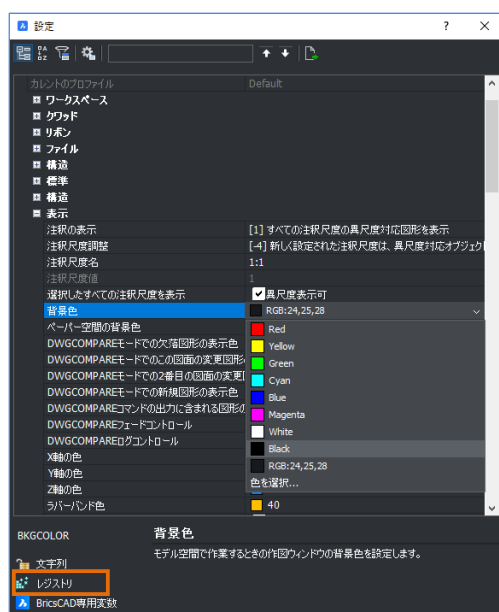 設定 ? ×
カレントのプロファイル Default
ワークスペース
クワッド
リボン
ファイル
構造
標準
構造
表示
注釈の表示 [1] すべての注釈尺度の異尺度対応図形を表示
注釈尺度調整 [-4] 新しく設定された注釈尺度は、異尺度対応オブジェク
注釈尺度名 1:1
注釈尺度値 1
選択したすべての注釈尺度を表示 異尺度表示可
背景色 RGB:24,25,28
ペーパー空間の背景色 Red
DWGCOMPAREモードでの欠落図形の表示色 Yellow
DWGCOMPAREモードでのこの図面の変更図形 Green
DWGCOMPAREモードでの2番目の図面の変更 Cyan
DWGCOMPAREモードでの新規図形の表示色 Blue
DWGCOMPAREコマンドの出力に含まれる図形の Magenta
DWGCOMPAREフェードコントロール White
DWGCOMPAREログコントロール Black
X軸の色 RGB:24,25,28
Y軸の色 色を選択...
Z軸の色
ラバーバンド色 40
BKGCOLOR 背景色
モデル空間で作業するときの作図ウィンドウの背景色を設定します。
文字列
レジストリ
BricsCAD専用変数